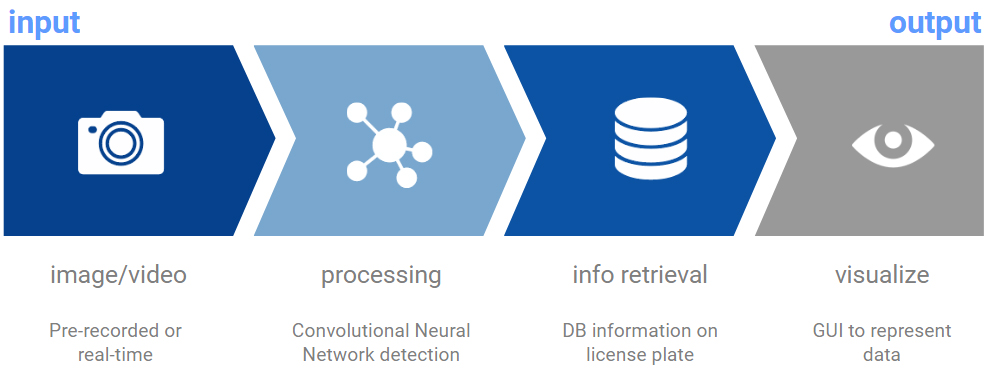 input
output
image/video
processing
info retrieval
visualize
Pre-recorded or
real-time
Convolutional Neural
Network detection
DB information on
license plate
GUI to represent
data